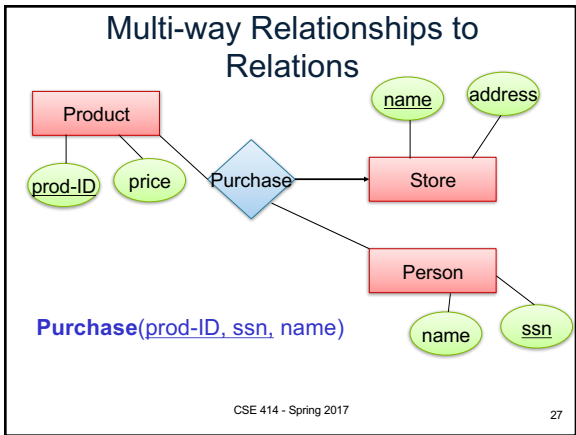 Multi-way Relationships to
Relations
Product
prod-ID
price
Purchase
name
address
Store
Person
name
ssn
Purchase(prod-ID, ssn, name)
CSE 414 - Spring 2017
27